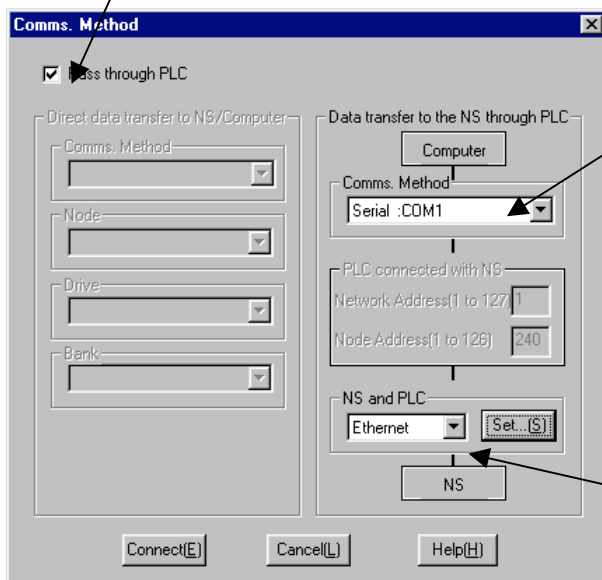 Comms. Method
Pass through PLC
Direct data transfer to NS/Computer
Comms. Method
Node
Drive
Bank
Data transfer to the NS through PLC
Computer
Comms. Method
Serial :COM1
PLC connected with NS
Network Address(1 to 127) 1
Node Address(1 to 126) 240
NS and PLC
Ethernet Set...(S)
NS
Connect(E) Cancel(L) Help(H)